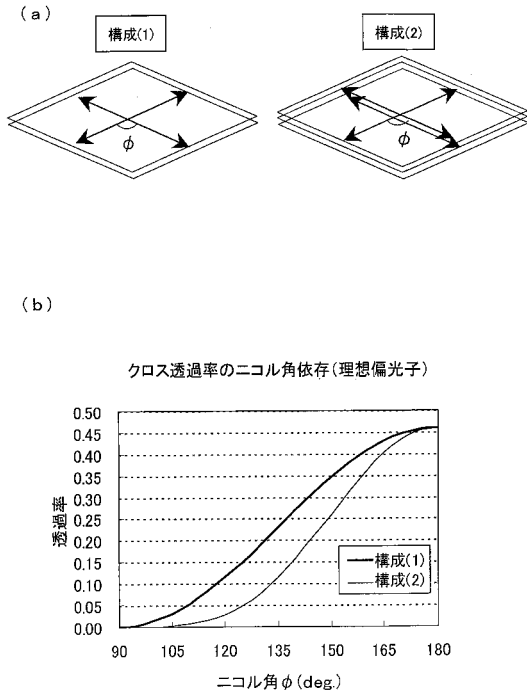 (a)
構成(1)
構成(2)
φ
φ
(b)
クロス透過率のニコル角依存(理想偏光子)
透過率
0.50
0.45
0.40
0.35
0.30
0.25
0.20
0.15
0.10
0.05
0.00
構成(1)
構成(2)
90 105 120 135 150 165 180
ニコル角φ(deg.)